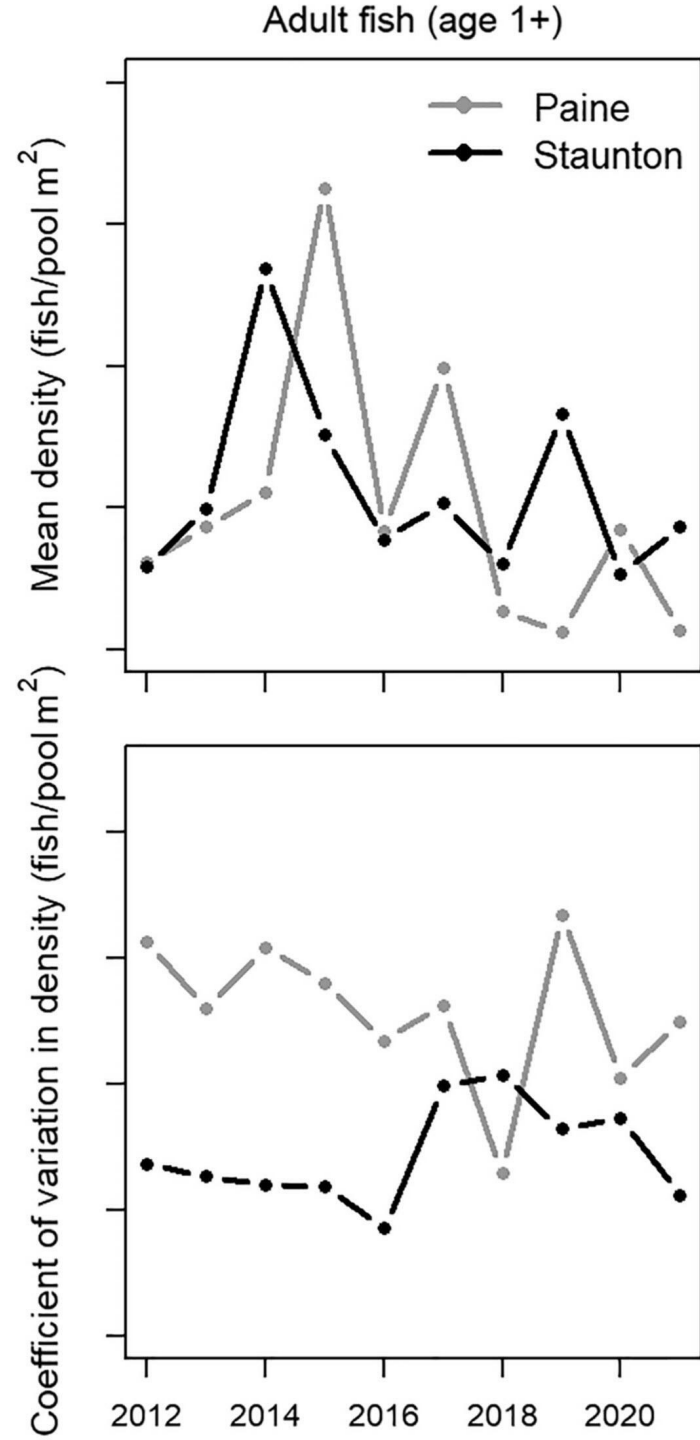 Adult fish (age 1+)
Mean density (fish/pool m²)
Paine
Staunton
Coefficient of variation in density (fish/pool m²)
2012 2014 2016 2018 2020